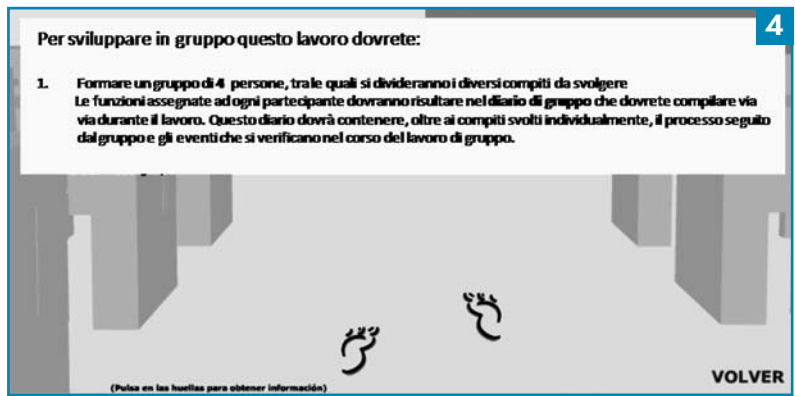 4
Per sviluppare in gruppo questo lavoro dovrete:
1. Formare un gruppo di 4 persone, tra le quali si divideranno i diversi compiti da svolgere
Le funzioni assegnate ad ogni partecipante dovranno risultare nel diario di gruppo che dovrete compilare via
via durante il lavoro. Questo diario dovrà contenere, oltre ai compiti svolti individualmente, il processo seguito
dal gruppo e gli eventi che si verificano nel corso del lavoro di gruppo.
(Pulsa en las huellas para obtener información)
VOLVER